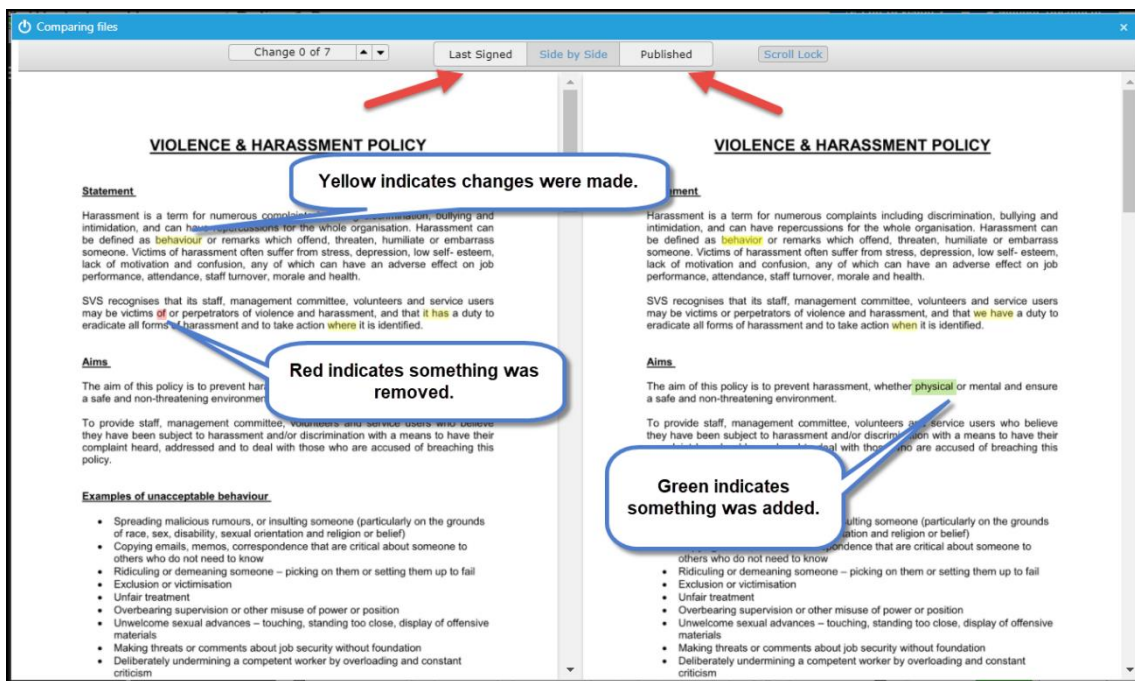 Comparing files
Change 0 of 7
Last Signed
Side by Side
Published
Scroll Lock
VIOLENCE & HARASSMENT POLICY
Yellow indicates changes were made.
Statement
Harassment is a term for numerous
bullying and
intimidation, and can have repercussions for the whole organisation. Harassment can
be defined as behaviour or remarks which offend, threaten, humiliate or embarrass
someone. Victims of harassment often suffer from stress, depression, low self- esteem,
lack of motivation and confusion, any of which can have an adverse effect on job
performance, attendance, staff turnover, morale and health.
SVS recognises that its staff, management committee, volunteers and service users
may be victims of or perpetrators of violence and harassment, and that it has a duty to
eradicate all forms of harassment and to take action where it is identified.
Red indicates something was
removed.
Aims
The aim of this policy is to prevent
a safe and non-threatening
To provide staff, management committee, volunteers and service users who believe
they have been subject to harassment and/or discrimination with a means to have their
complaint heard, addressed and to deal with those who are accused of breaching this
policy.
Examples of unacceptable behaviour
• Spreading malicious rumours, or insulting someone (particularly on the grounds
of race, sex, disability, sexual orientation and religion or belief)
• Copying emails, memos, correspondence that are critical about someone to
others who do not need to know
• Ridiculing or demeaning someone – picking on them or setting them up to fail
• Exclusion or victimisation
• Unfair treatment
• Overbearing supervision or other misuse of power or position
• Unwelcome sexual advances – touching, standing too close, display of offensive
materials
• Making threats or comments about job security without foundation
• Deliberately undermining a competent worker by overloading and constant
criticism
VIOLENCE & HARASSMENT POLICY
Harassment is a term for numerous complaints including discrimination, bullying and
intimidation, and can have repercussions for the whole organisation. Harassment can
be defined as behavior or remarks which offend, threaten, humiliate or embarrass
someone. Victims of harassment often suffer from stress, depression, low self- esteem,
lack of motivation and confusion, any of which can have an adverse effect on job
performance, attendance, staff turnover, morale and health.
SVS recognises that its staff, management committee, volunteers and service users
may be victims or perpetrators of violence and harassment, and that we have a duty to
eradicate all forms of harassment and to take action when it is identified.
Aims
The aim of this policy is to prevent harassment, whether physical or mental and ensure
a safe and non-threatening environment.
To provide staff, management committee, volunteers and service users who believe
they have been subject to harassment and/or discrimination with a means to have their
deal with those who are accused of breaching this
Green indicates
something was added.
insulting someone (particularly on the grounds
and religion or belief)
that are critical about someone to
others who do not need to know
• Ridiculing or demeaning someone – picking on them or setting them up to fail
• Exclusion or victimisation
• Unfair treatment
• Overbearing supervision or other misuse of power or position
• Unwelcome sexual advances – touching, standing too close, display of offensive
materials
• Making threats or comments about job security without foundation
• Deliberately undermining a competent worker by overloading and constant
criticism